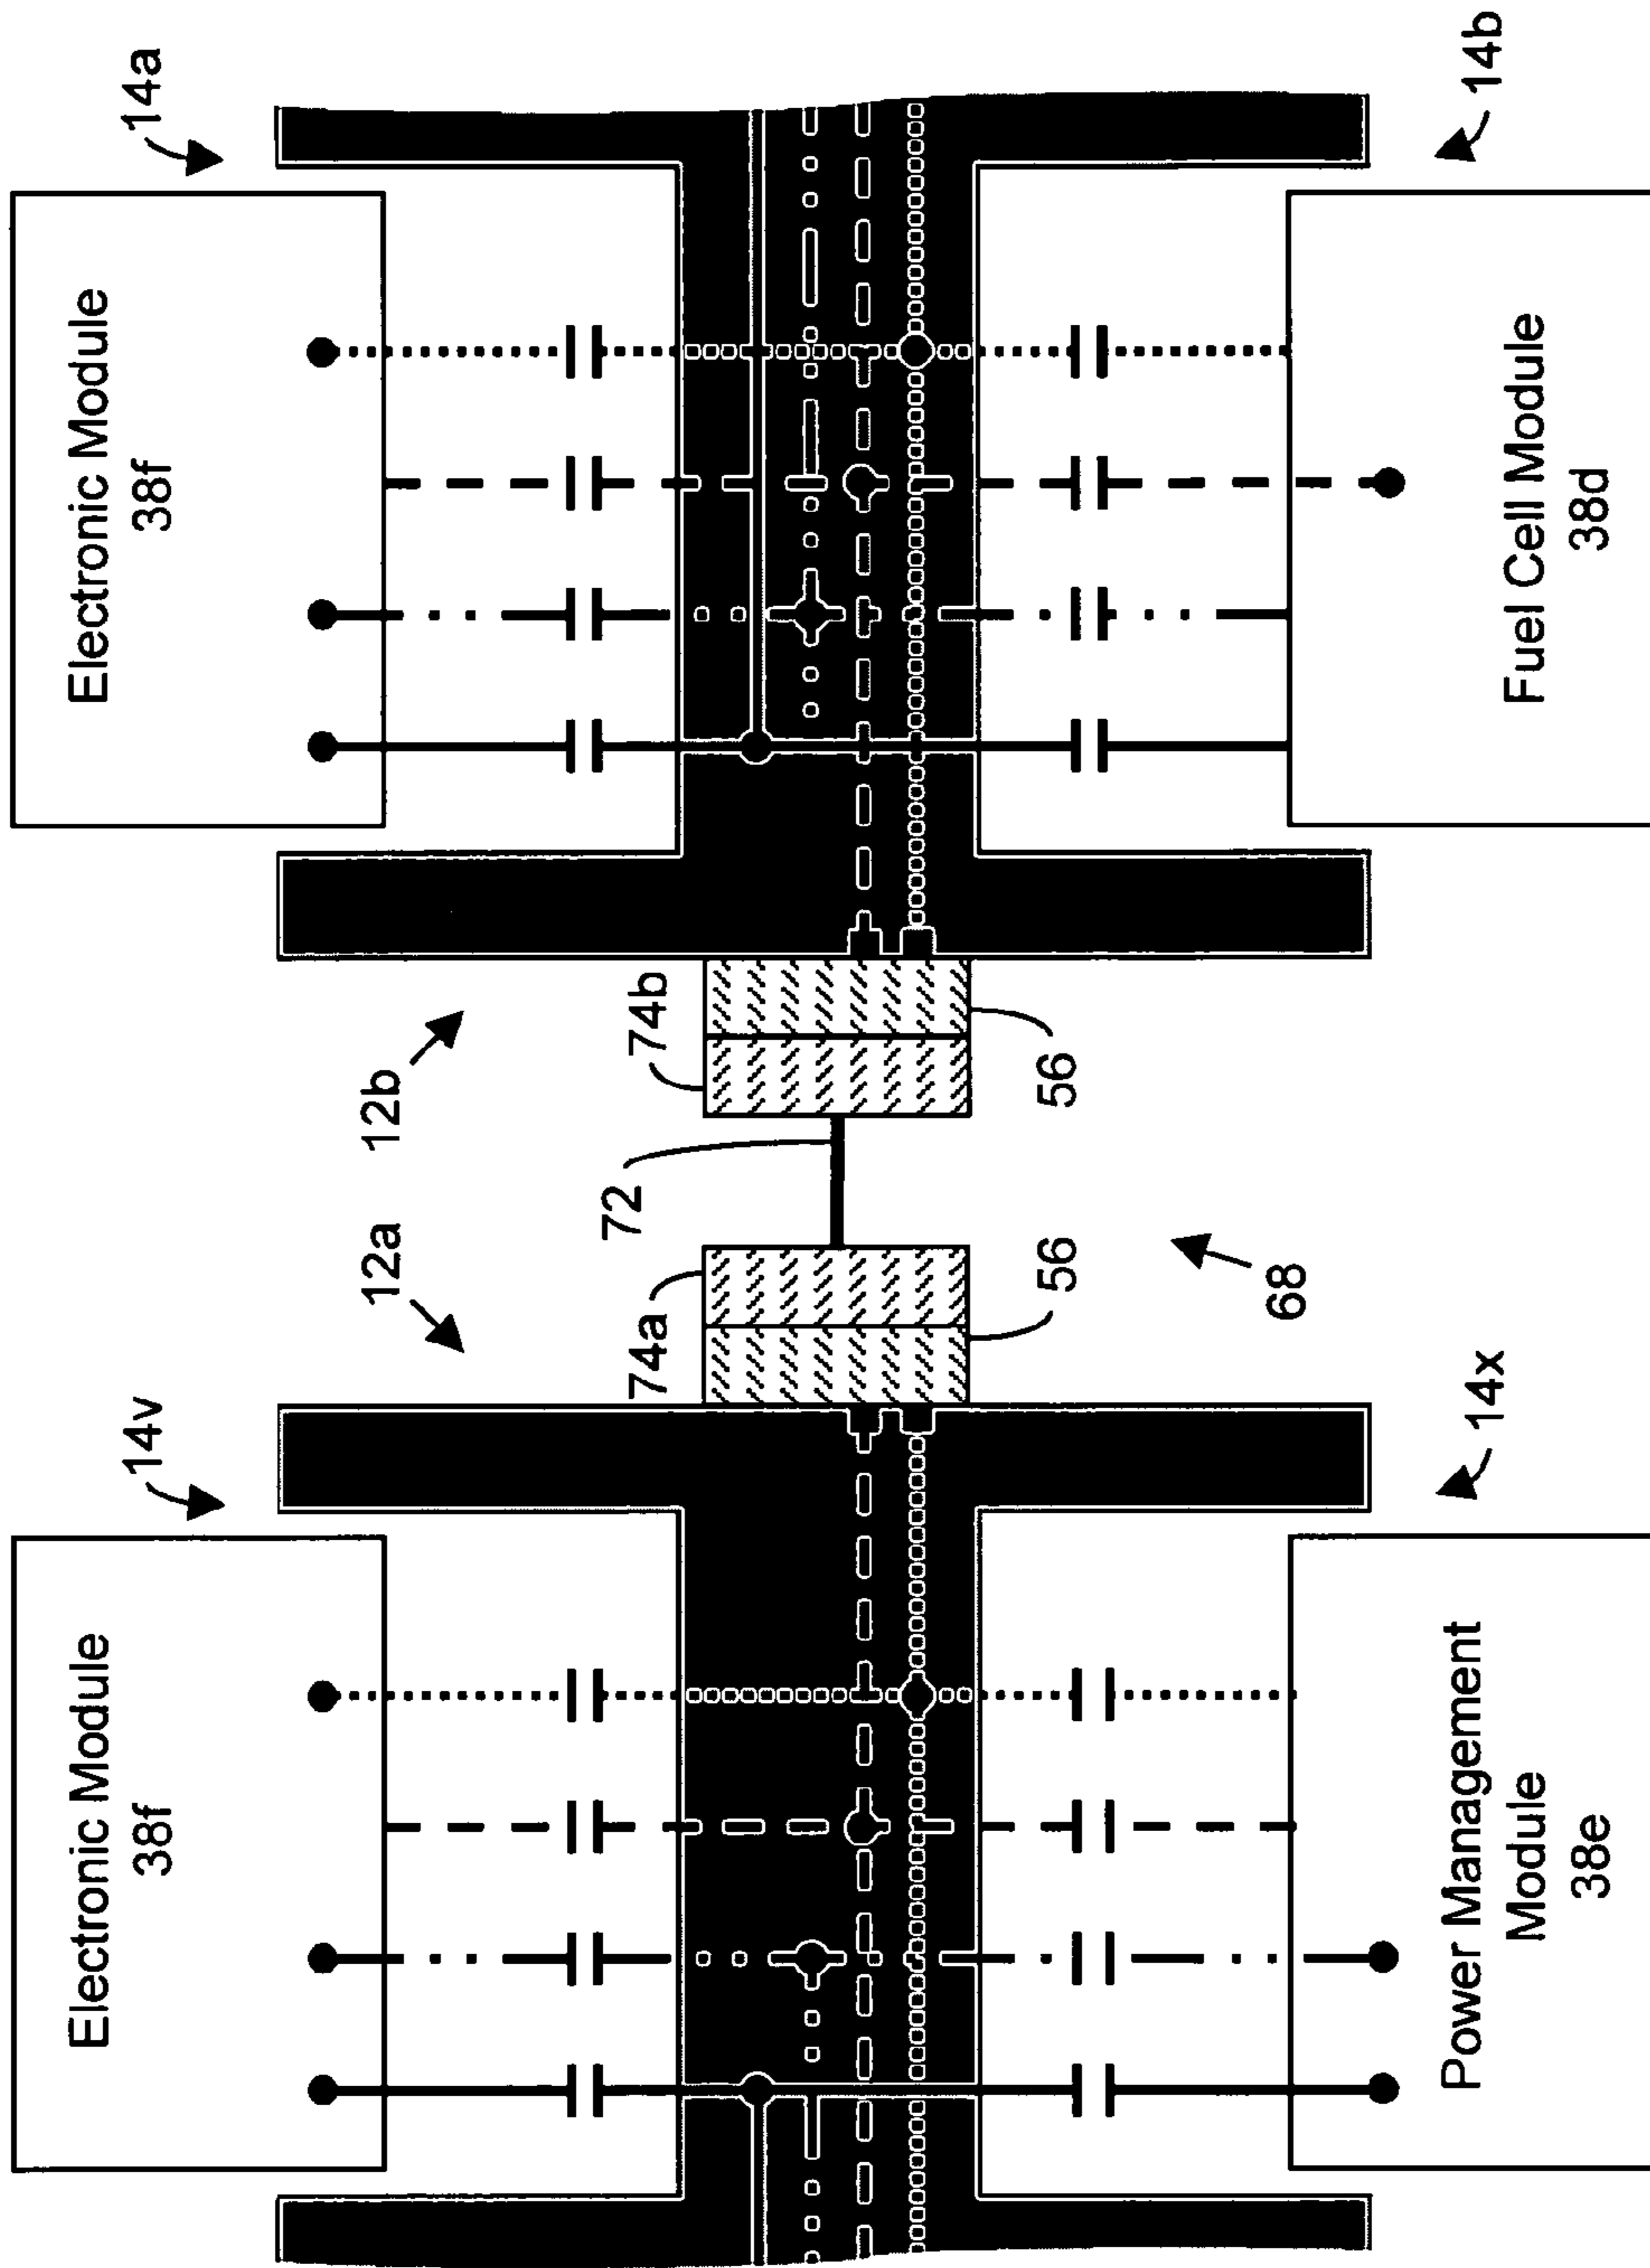 Electronic Module
38f
Electronic Module
38f
14v
14a
12a
12b
74a
72
74b
56
56
68
14x
14b
Power Management
Module
38e
Fuel Cell Module
38d